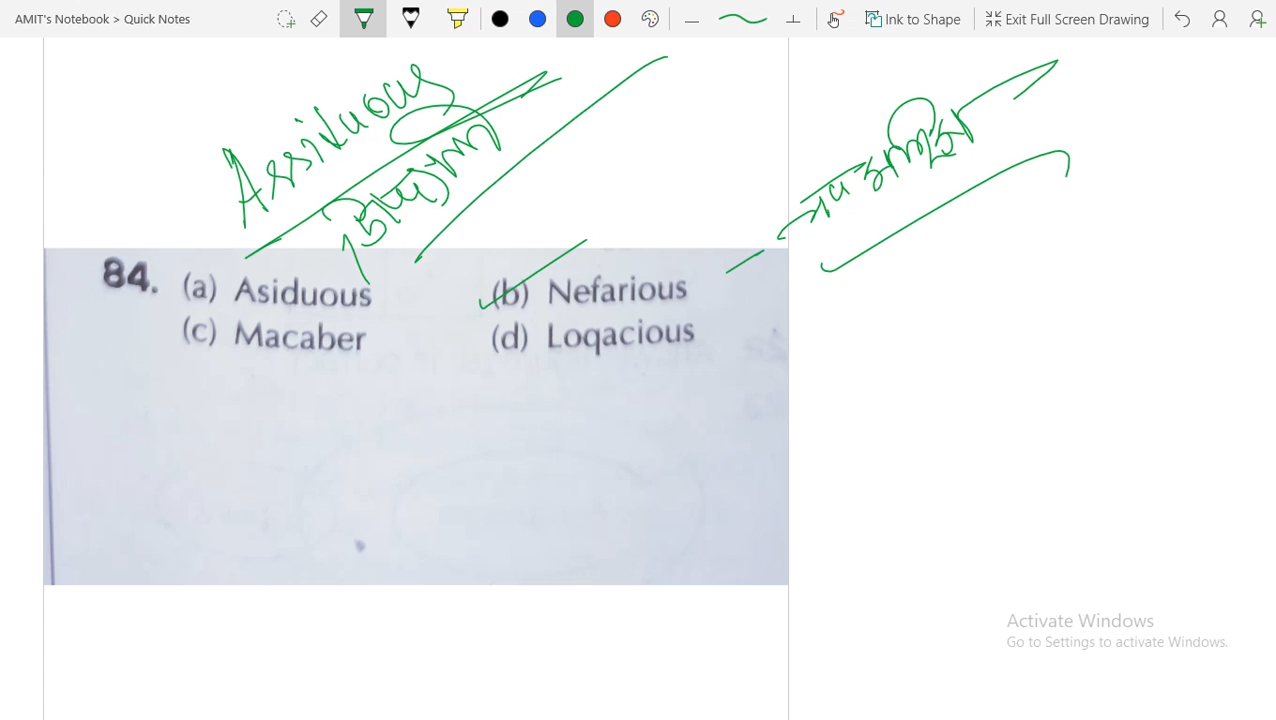 AMIT's Notebook > Quick Notes
Ink to Shape
Exit Full Screen Drawing
Assiduous
84. (a) Asiduous (b) Nefarious
(c) Macaber (d) Loqacious
Activate Windows
Go to Settings to activate Windows.